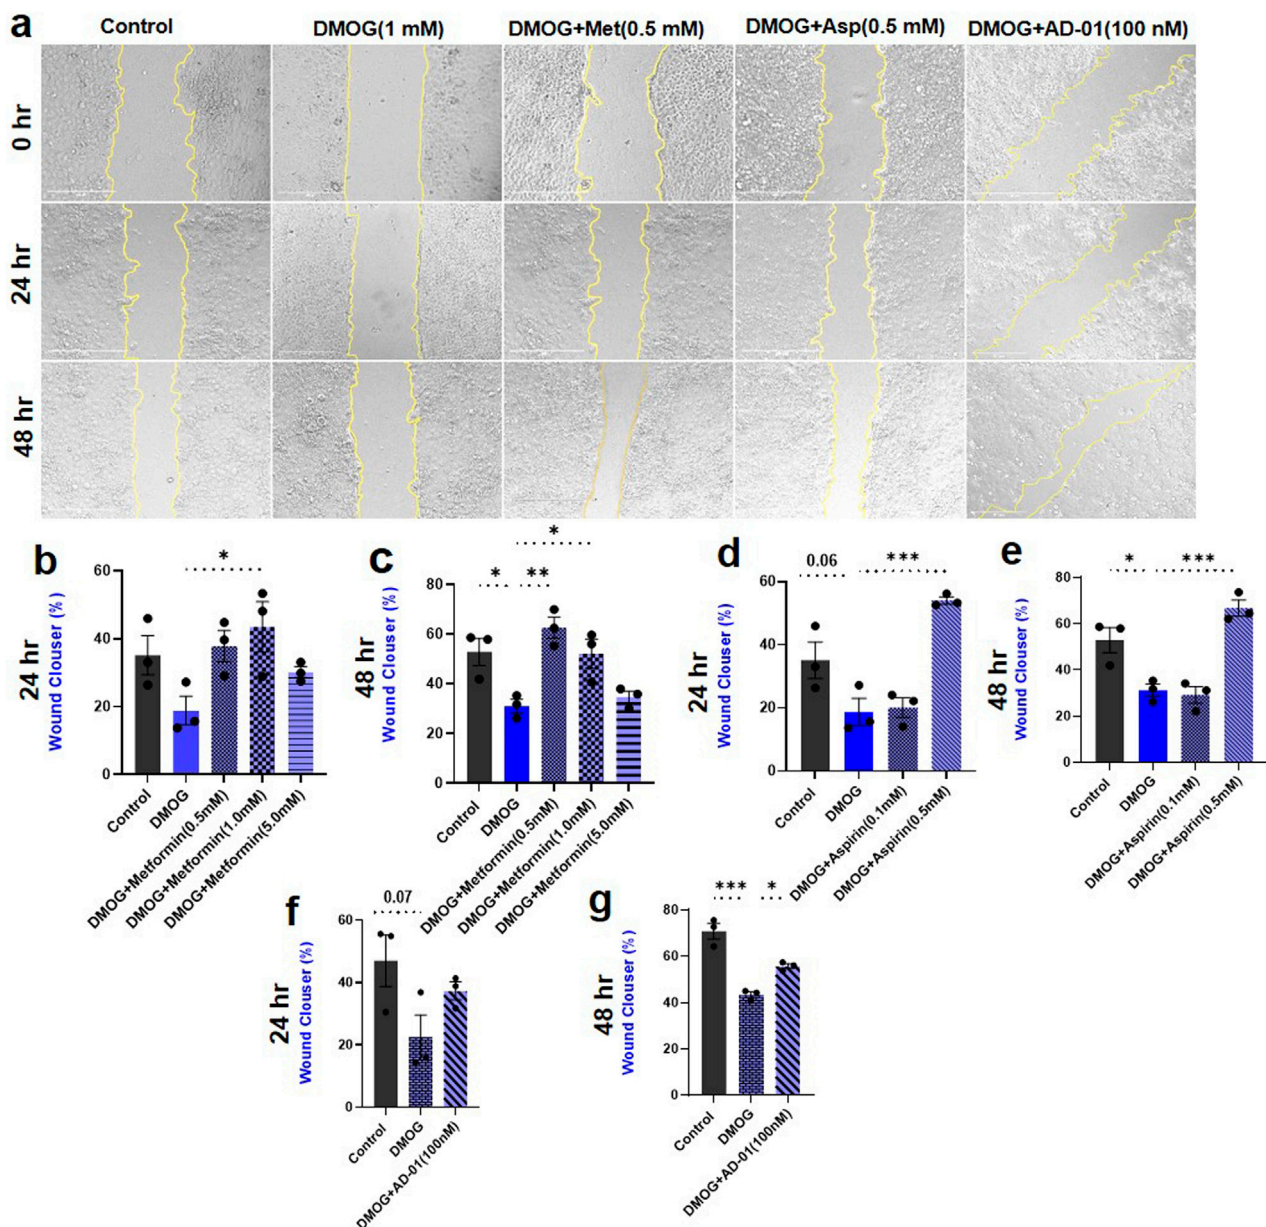 a
Control
DMOG(1 mM)
DMOG+Met(0.5 mM)
DMOG+Asp(0.5 mM)
DMOG+AD-01(100 nM)
0 hr
24 hr
48 hr
b
24 hr
Wound Clouser (%)
60
40
20
0
*
Control
DMOG
DMOG+Metformin(0.5mM)
DMOG+Metformin(1.0mM)
DMOG+Metformin(5.0mM)
c
48 hr
Wound Clouser (%)
80
60
40
20
0
*
*
**
Control
DMOG
DMOG+Metformin(0.5mM)
DMOG+Metformin(1.0mM)
DMOG+Metformin(5.0mM)
d
24 hr
Wound Clouser (%)
60
40
20
0
0.06
***
Control
DMOG
DMOG+Aspirin(0.1mM)
DMOG+Aspirin(0.5mM)
e
48 hr
Wound Clouser (%)
80
60
40
20
0
*
***
Control
DMOG
DMOG+Aspirin(0.1mM)
DMOG+Aspirin(0.5mM)
f
24 hr
Wound Clouser (%)
60
40
20
0
0.07
Control
DMOG
DMOG+AD-01(100nM)
g
48 hr
Wound Clouser (%)
80
60
40
20
0
***
*
Control
DMOG
DMOG+AD-01(100nM)